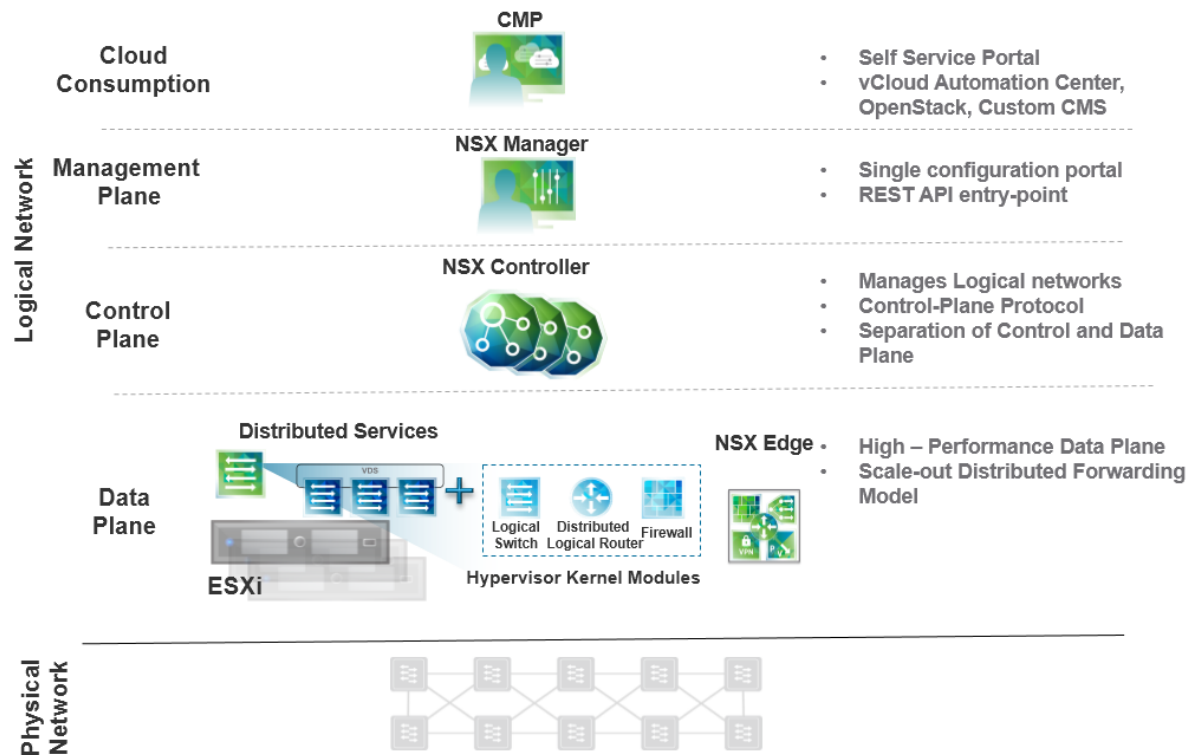 CMP
Cloud
Consumption
• Self Service Portal
• vCloud Automation Center,
OpenStack, Custom CMS
Logical Network
NSX Manager
Management
Plane
• Single configuration portal
• REST API entry-point
NSX Controller
Control
Plane
• Manages Logical networks
• Control-Plane Protocol
• Separation of Control and Data
Plane
Data
Plane
Distributed Services
VDS
ESXi
Logical
Switch
Distributed
Logical Router
Firewall
Hypervisor Kernel Modules
NSX Edge
VPN
• High – Performance Data Plane
• Scale-out Distributed Forwarding
Model
Physical
Network